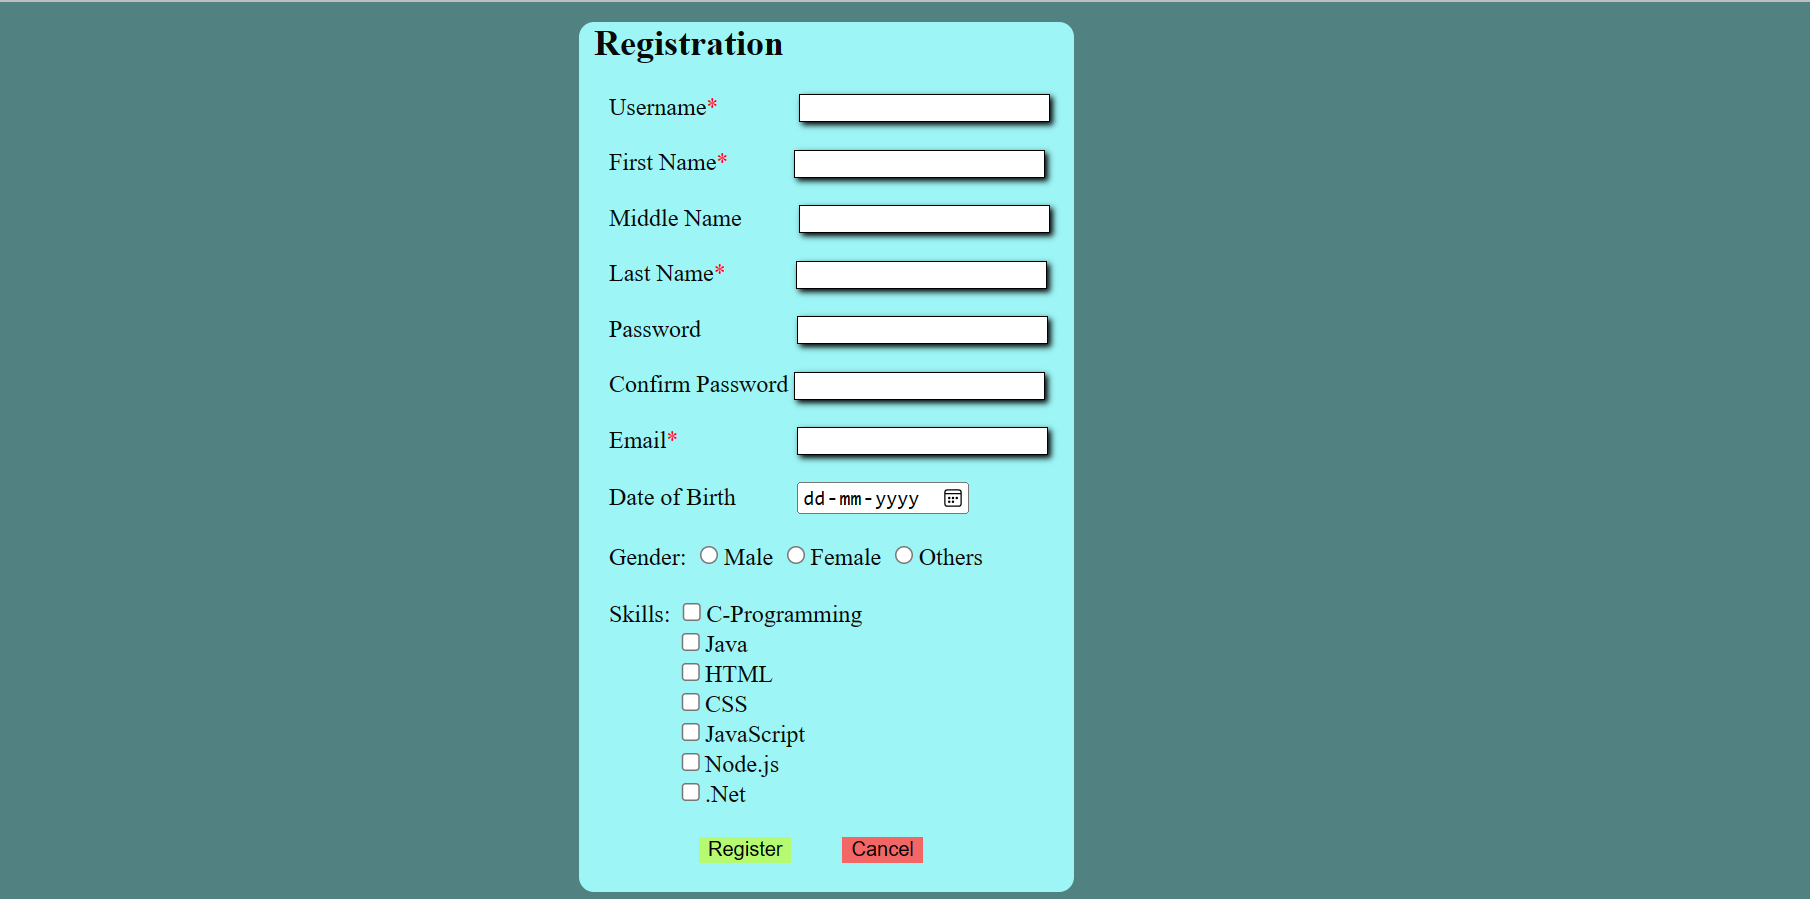 Registration
Username*
First Name*
Middle Name
Last Name*
Password
Confirm Password
Email*
Date of Birth dd-mm-yyyy
Gender: Male Female Others
Skills: C-Programming
Java
HTML
CSS
JavaScript
Node.js
.Net
Register Cancel